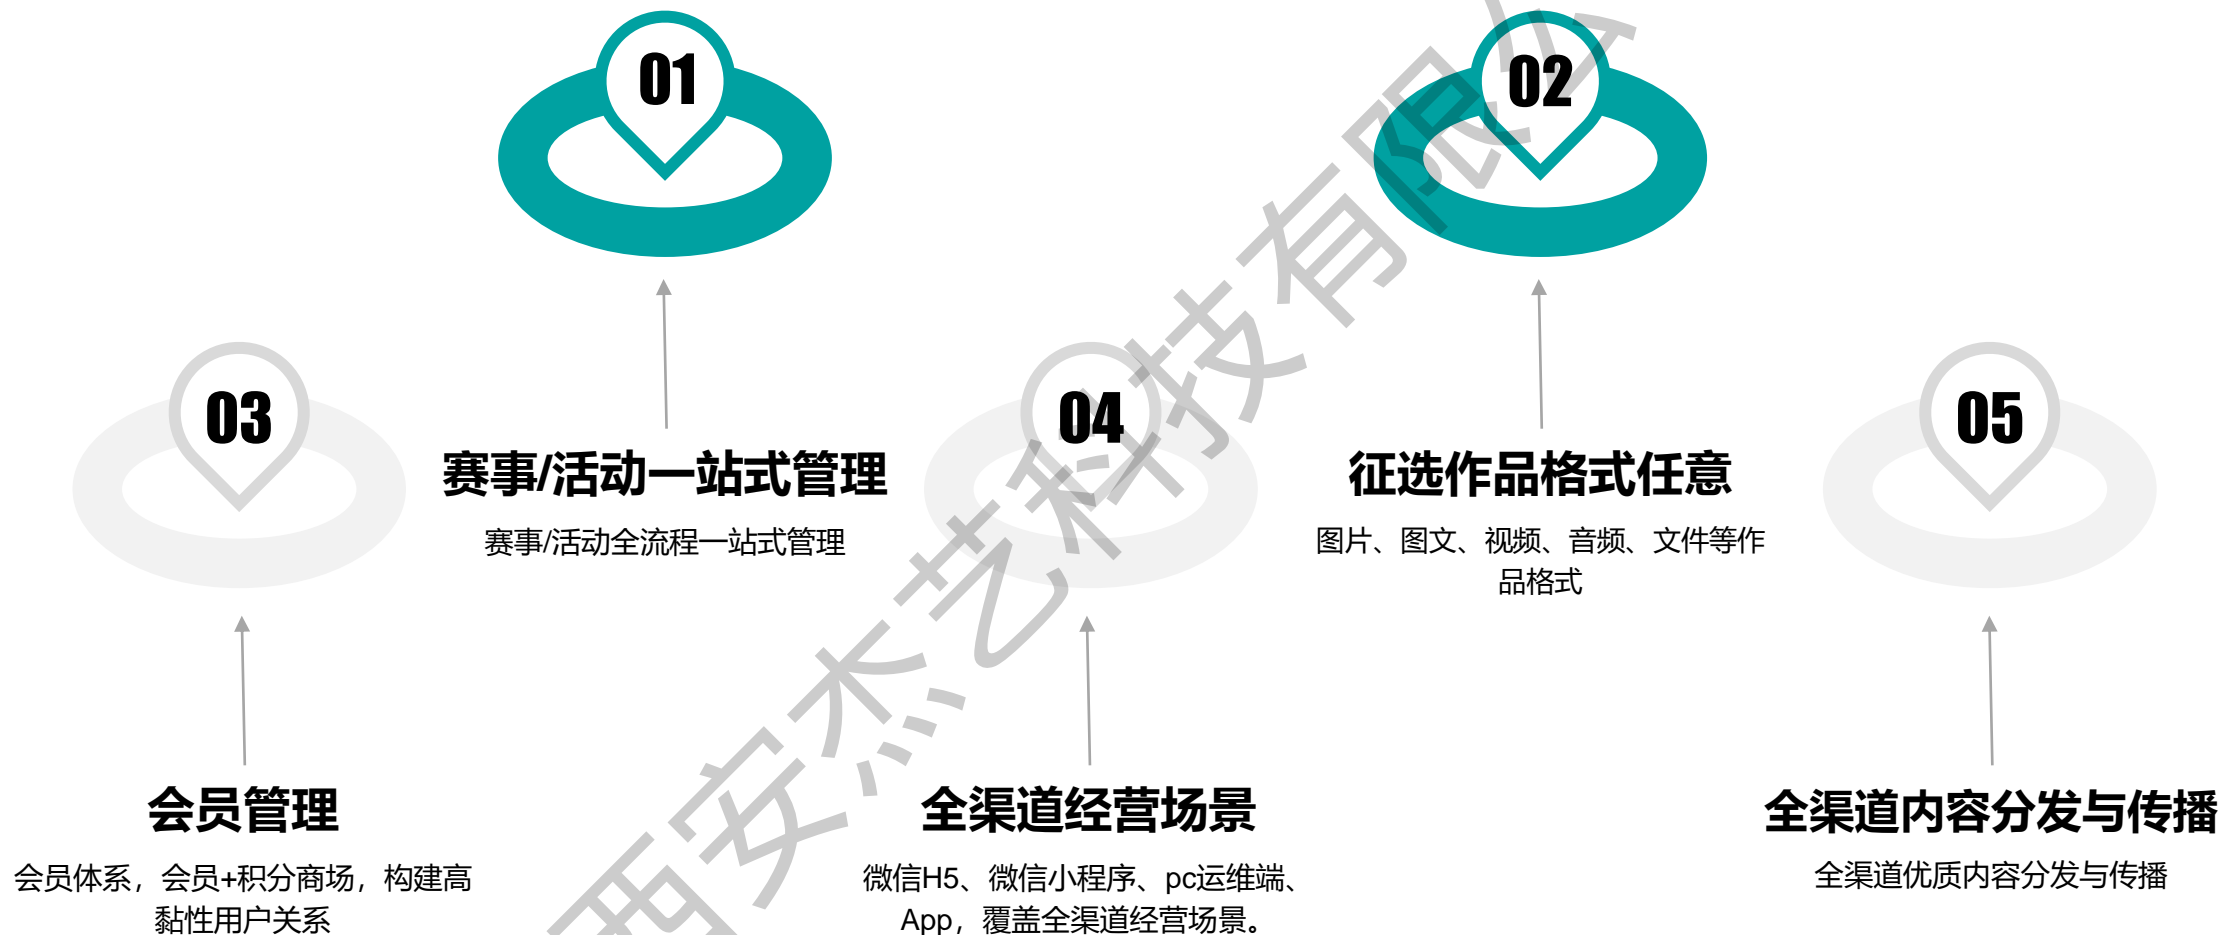 01
赛事/活动一站式管理
赛事/活动全流程一站式管理
02
征选作品格式任意
图片、图文、视频、音频、文件等作
品格式
03
会员管理
会员体系，会员+积分商场，构建高
黏性用户关系
04
全渠道经营场景
微信H5、微信小程序、pc运维端、
App，覆盖全渠道经营场景。
05
全渠道内容分发与传播
全渠道优质内容分发与传播
西安杰艺科技有限公